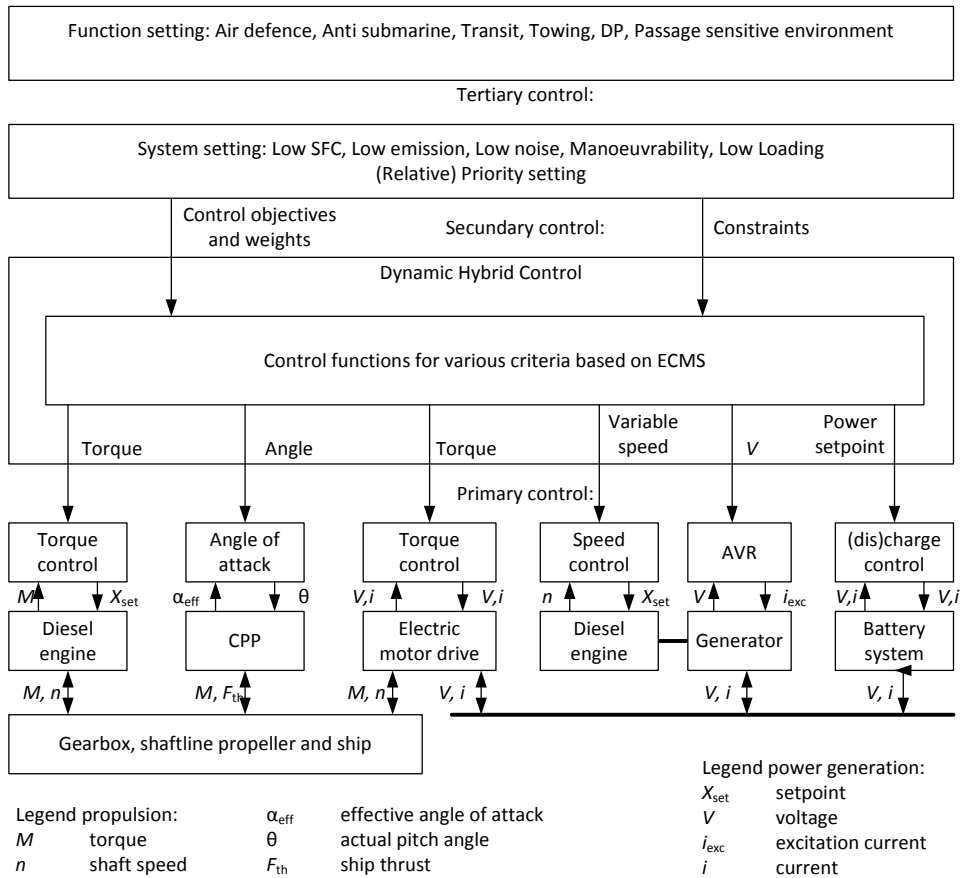 Function setting: Air defence, Anti submarine, Transit, Towing, DP, Passage sensitive environment
Tertiary control:
System setting: Low SFC, Low emission, Low noise, Manoeuvrability, Low Loading
(Relative) Priority setting
Control objectives
and weights
Secundary control:
Constraints
Dynamic Hybrid Control
Control functions for various criteria based on ECMS
Torque
Angle
Torque
Variable
speed
V
Power
setpoint
Primary control:
Torque
control
Angle of
attack
Torque
control
Speed
control
AVR
(dis)charge
control
M
Xset
αeff
θ
V,i
V,i
n
Xset
V
iexc
V,i
V,i
Diesel
engine
CPP
Electric
motor drive
Diesel
engine
Generator
Battery
system
M, n
M, Fth
M, n
V, i
V, i
V, i
Gearbox, shaftline propeller and ship
Legend propulsion:
M torque
n shaft speed
αeff effective angle of attack
θ actual pitch angle
Fth ship thrust
Legend power generation:
Xset setpoint
V voltage
iexc excitation current
i current